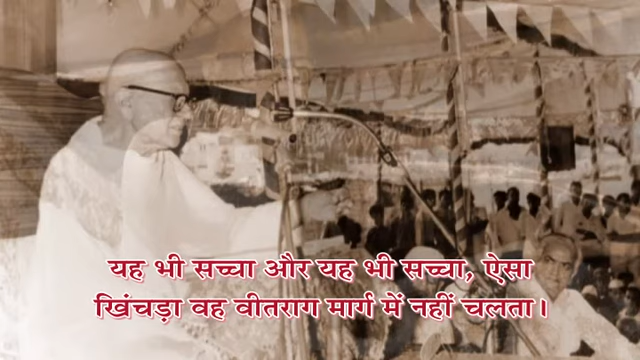 यह भी सच्चा और यह भी सच्चा, ऐसा
खिंचड़ा वह वीतराग मार्ग में नहीं चलता।